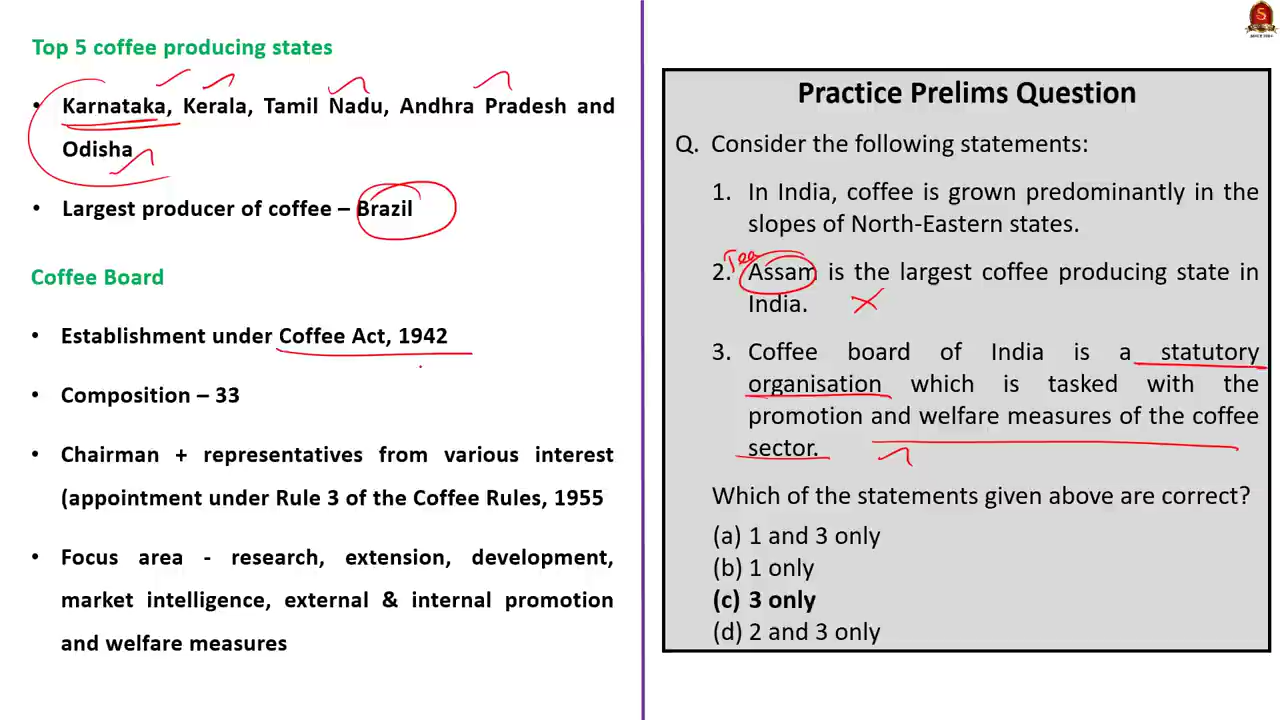 Top 5 coffee producing states
• Karnataka, Kerala, Tamil Nadu, Andhra Pradesh and
Odisha
• Largest producer of coffee – Brazil
Coffee Board
• Establishment under Coffee Act, 1942
• Composition – 33
• Chairman + representatives from various interest
(appointment under Rule 3 of the Coffee Rules, 1955
• Focus area - research, extension, development,
market intelligence, external & internal promotion
and welfare measures
Practice Prelims Question
Q. Consider the following statements:
1. In India, coffee is grown predominantly in the
slopes of North-Eastern states.
Tea
2. Assam is the largest coffee producing state in
India.
3. Coffee board of India is a statutory
organisation which is tasked with the
promotion and welfare measures of the coffee
sector.
Which of the statements given above are correct?
(a) 1 and 3 only
(b) 1 only
(c) 3 only
(d) 2 and 3 only
S